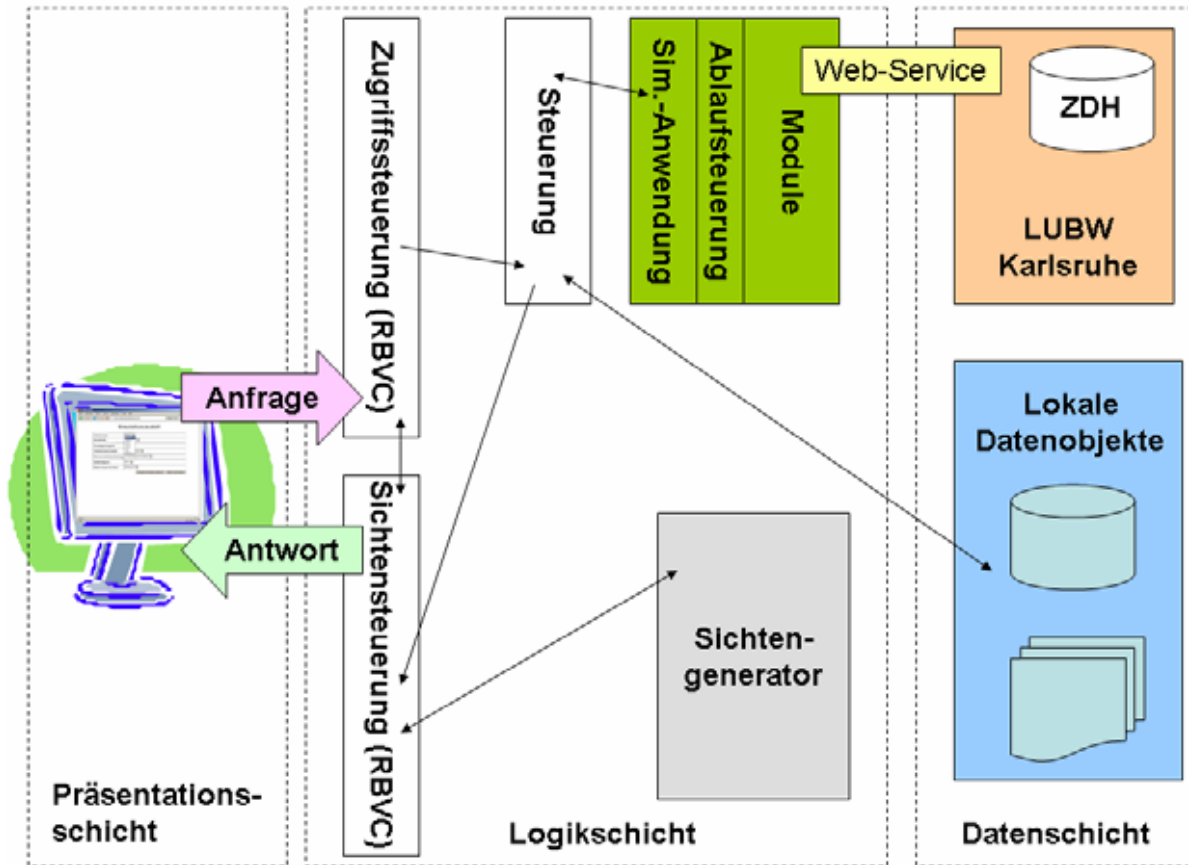 Zugriffssteuerung (RBVC)
Steuerung
Sim.-Anwendung
Ablaufsteuerung
Module
Web-Service
ZDH
LUBW
Karlsruhe
Anfrage
Antwort
Sichtensteuerung (RBVC)
Sichten-
generator
Lokale
Datenobjekte
Präsentations-
schicht
Logikschicht
Datenschicht